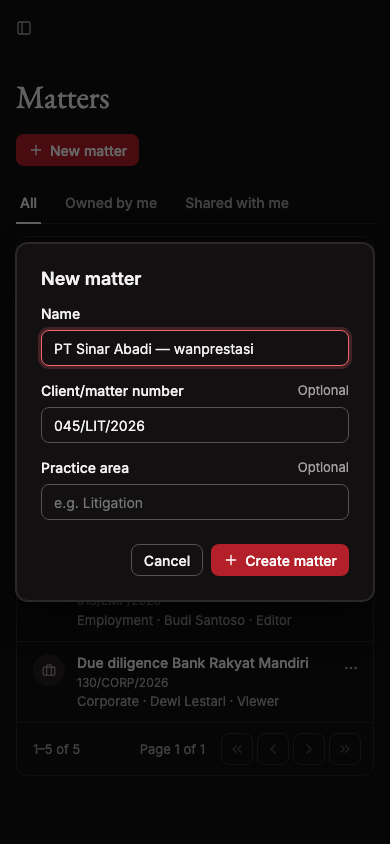 Matters
+ New matter
All Owned by me Shared with me
New matter
Name
PT Sinar Abadi — wanprestasi
Client/matter number Optional
045/LIT/2026
Practice area Optional
e.g. Litigation
Cancel + Create matter
Employment · Budi Santoso · Editor
Due diligence Bank Rakyat Mandiri ...
130/CORP/2026
Corporate · Dewi Lestari · Viewer
1–5 of 5 Page 1 of 1